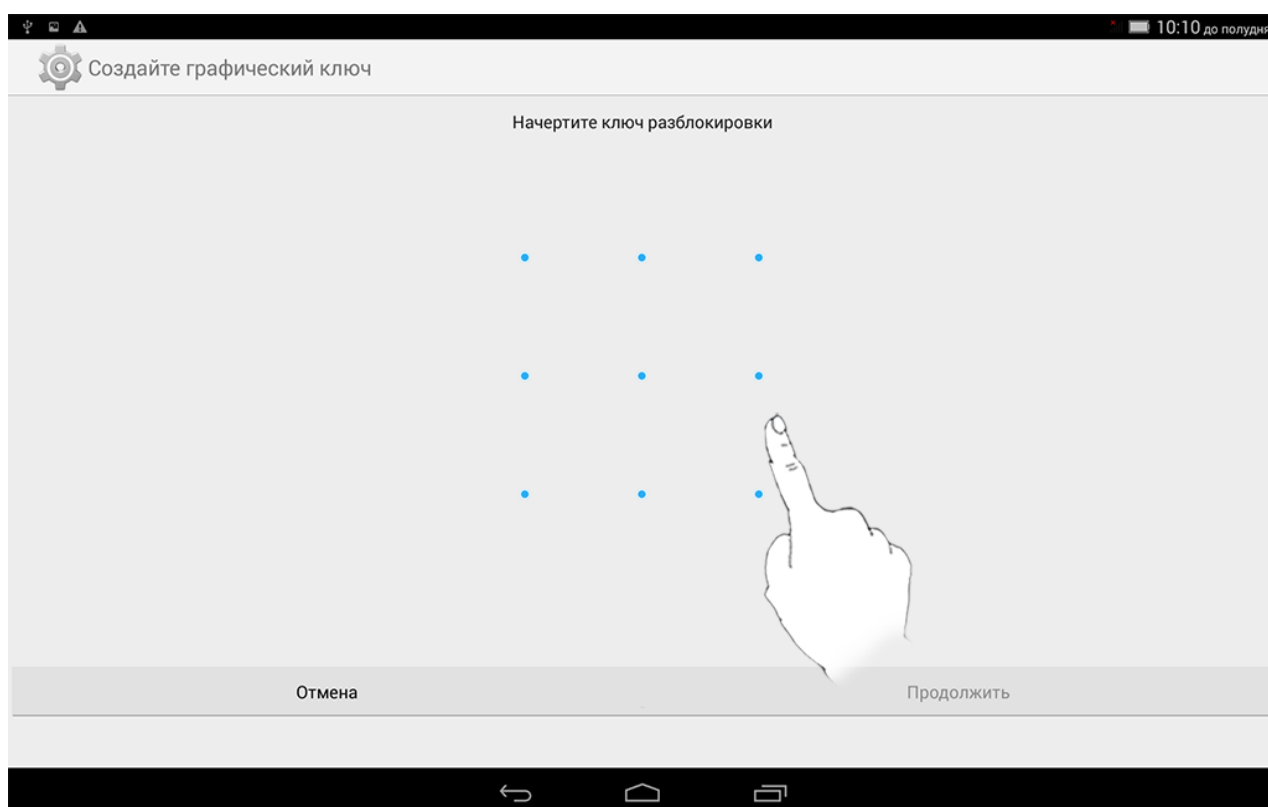 10:10 до полудня
Создайте графический ключ
Начертите ключ разблокировки
Отмена
Продолжить